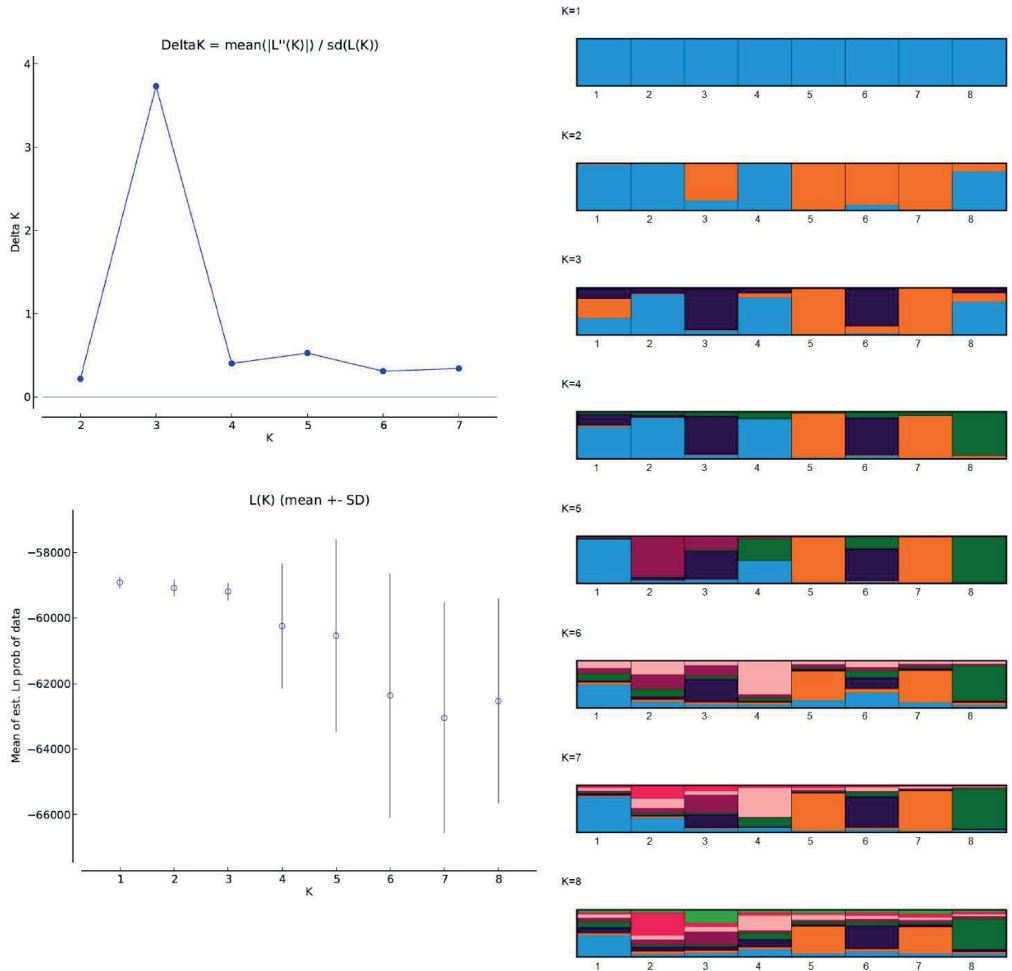 DeltaK = mean(|L''(K)|) / sd(L(K))
4
3
2
1
0
Delta K
2 3 4 5 6 7
K
L(K) (mean +- SD)
−58000
−60000
−62000
−64000
−66000
Mean of est. Ln prob of data
1 2 3 4 5 6 7 8
K
K=1
1 2 3 4 5 6 7 8
K=2
1 2 3 4 5 6 7 8
K=3
1 2 3 4 5 6 7 8
K=4
1 2 3 4 5 6 7 8
K=5
1 2 3 4 5 6 7 8
K=6
1 2 3 4 5 6 7 8
K=7
1 2 3 4 5 6 7 8
K=8
1 2 3 4 5 6 7 8